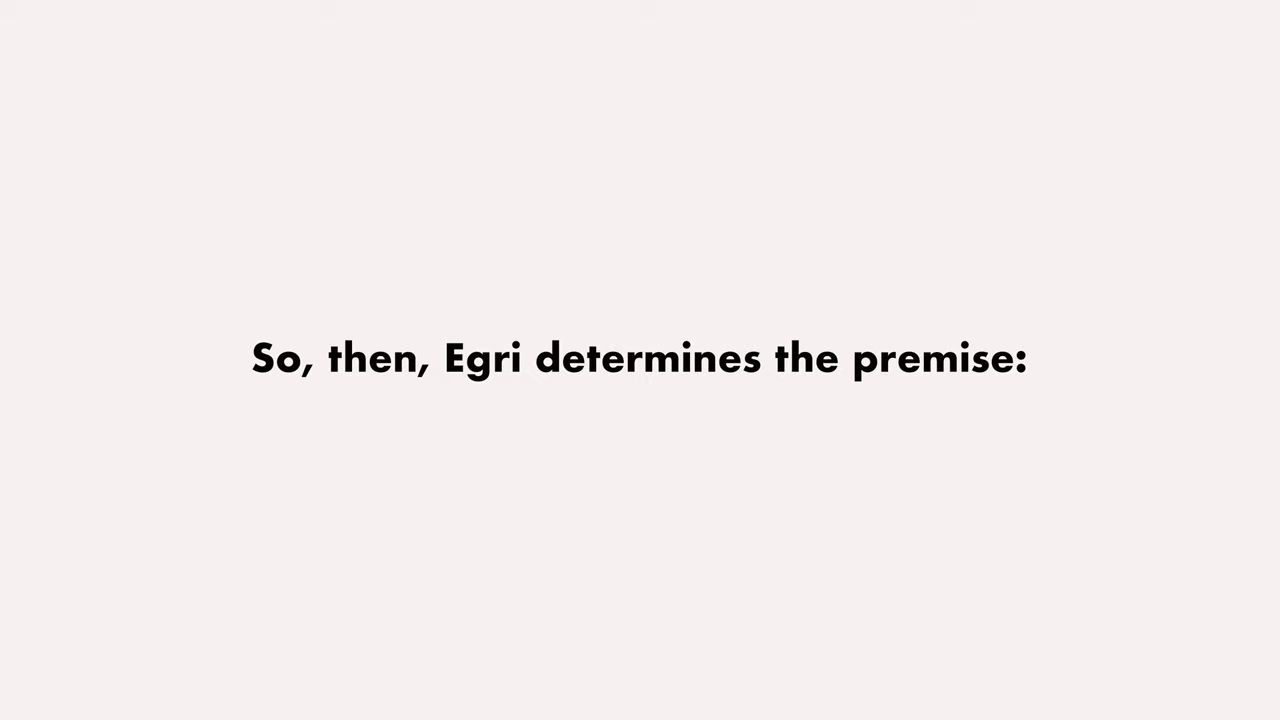 So, then, Egri determines the premise: